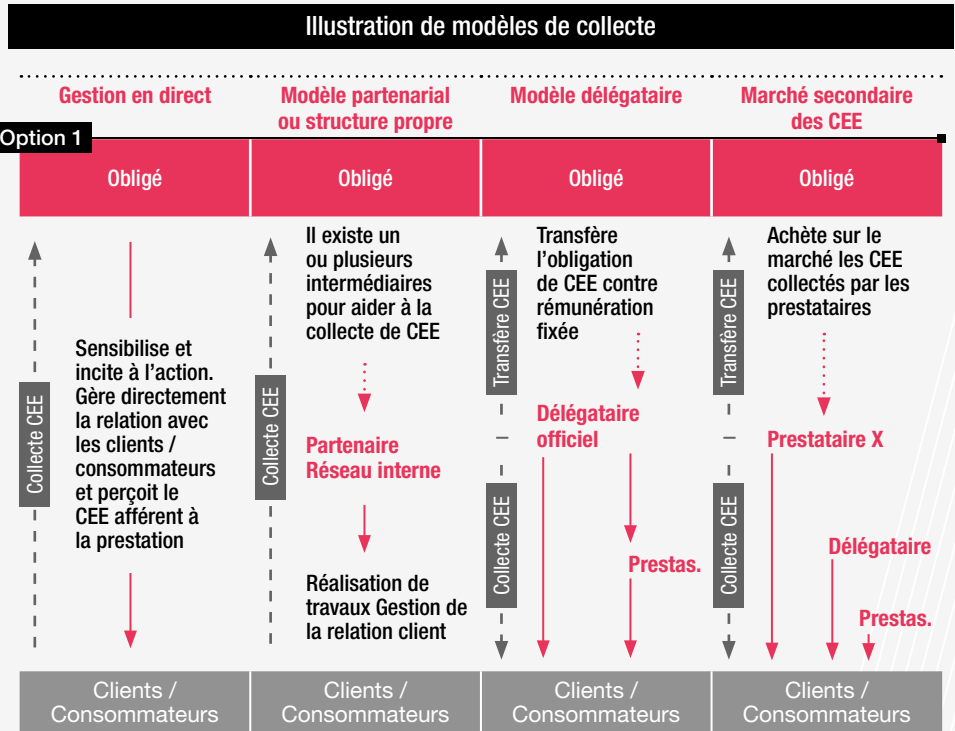 Illustration de modèles de collecte
Gestion en direct
Modèle partenarial
ou structure propre
Modèle délégataire
Marché secondaire
des CEE
Option 1
Obligé
Obligé
Obligé
Obligé
Collecte CEE
Sensibilise et
incite à l'action.
Gère directement
la relation avec
les clients /
consommateurs
et perçoit le
CEE afférent à
la prestation
Collecte CEE
Il existe un
ou plusieurs
intermédiaires
pour aider à la
collecte de CEE
Partenaire
Réseau interne
Réalisation de
travaux Gestion de
la relation client
Transfère CEE
Collecte CEE
Transfère
l'obligation
de CEE contre
rémunération
fixée
Délégataire
officiel
Prestas.
Transfère CEE
Collecte CEE
Achète sur le
marché les CEE
collectés par les
prestataires
Prestataire X
Délégataire
Prestas.
Clients /
Consommateurs
Clients /
Consommateurs
Clients /
Consommateurs
Clients /
Consommateurs